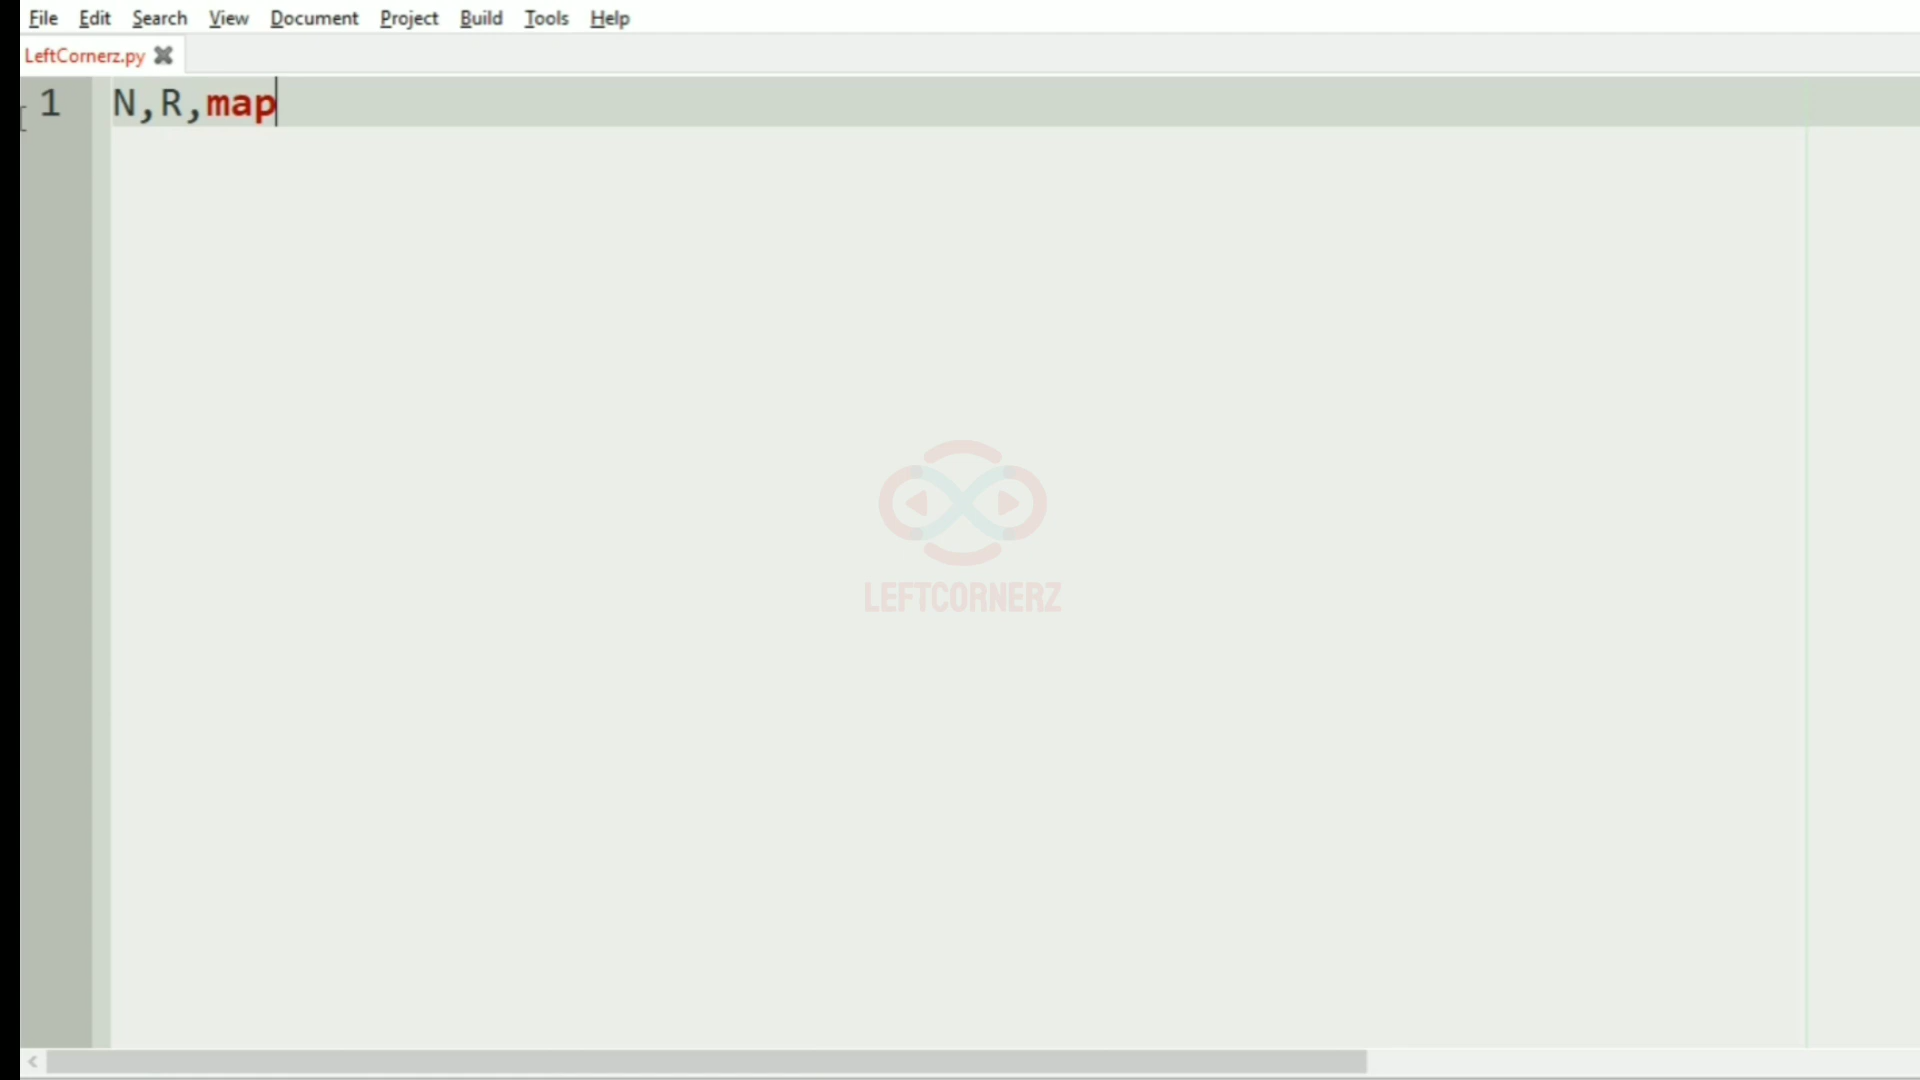 File Edit Search View Document Project Build Tools Help
LeftCornerz.py
1 N,R,map
LEFTCORNERZ